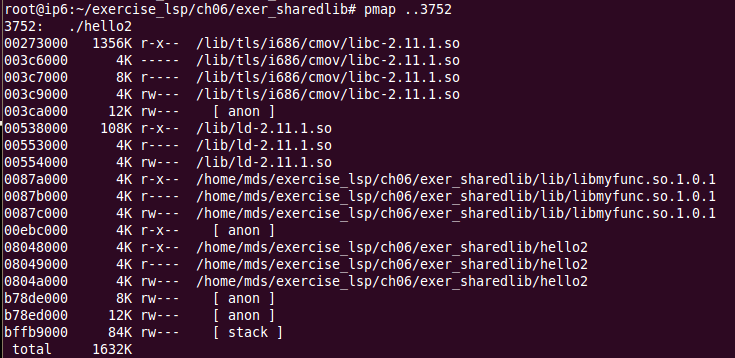 root@ip6:~/exercise_lsp/ch06/exer_sharedlib# pmap ..3752
3752:   ./hello2
00273000   1356K r-x--  /lib/tls/i686/cmov/libc-2.11.1.so
003c6000      4K -----  /lib/tls/i686/cmov/libc-2.11.1.so
003c7000      8K r----  /lib/tls/i686/cmov/libc-2.11.1.so
003c9000      4K rw---  /lib/tls/i686/cmov/libc-2.11.1.so
003ca000     12K rw---    [ anon ]
00538000    108K r-x--  /lib/ld-2.11.1.so
00553000      4K r----  /lib/ld-2.11.1.so
00554000      4K rw---  /lib/ld-2.11.1.so
0087a000      4K r-x--  /home/mds/exercise_lsp/ch06/exer_sharedlib/lib/libmyfunc.so.1.0.1
0087b000      4K r----  /home/mds/exercise_lsp/ch06/exer_sharedlib/lib/libmyfunc.so.1.0.1
0087c000      4K rw---  /home/mds/exercise_lsp/ch06/exer_sharedlib/lib/libmyfunc.so.1.0.1
00ebc000      4K r-x--    [ anon ]
08048000      4K r-x--  /home/mds/exercise_lsp/ch06/exer_sharedlib/hello2
08049000      4K r----  /home/mds/exercise_lsp/ch06/exer_sharedlib/hello2
0804a000      4K rw---  /home/mds/exercise_lsp/ch06/exer_sharedlib/hello2
b78de000      8K rw---    [ anon ]
b78ed000     12K rw---    [ anon ]
bffb9000     84K rw---    [ stack ]
 total     1632K